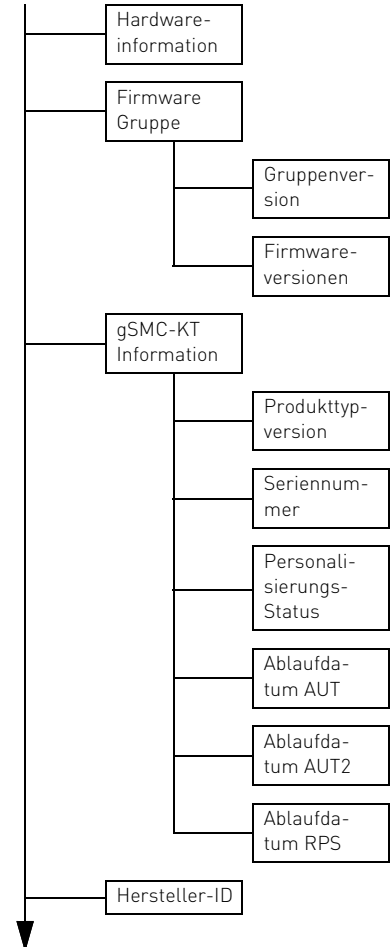 Hardware-
information
Firmware
Gruppe
Gruppenver-
sion
Firmware-
versionen
gSMC-KT
Information
Produkttyp-
version
Seriennum-
mer
Personali-
sierungs-
Status
Ablaufda-
tum AUT
Ablaufda-
tum AUT2
Ablaufda-
tum RPS
Hersteller-ID